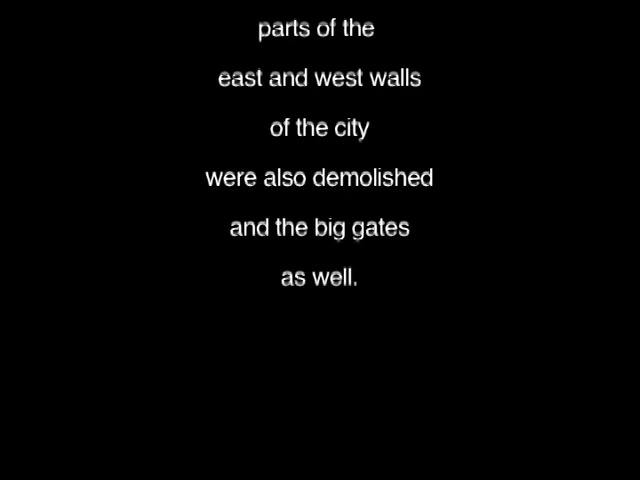 parts of the
east and west walls
of the city
were also demolished
and the big gates
as well.